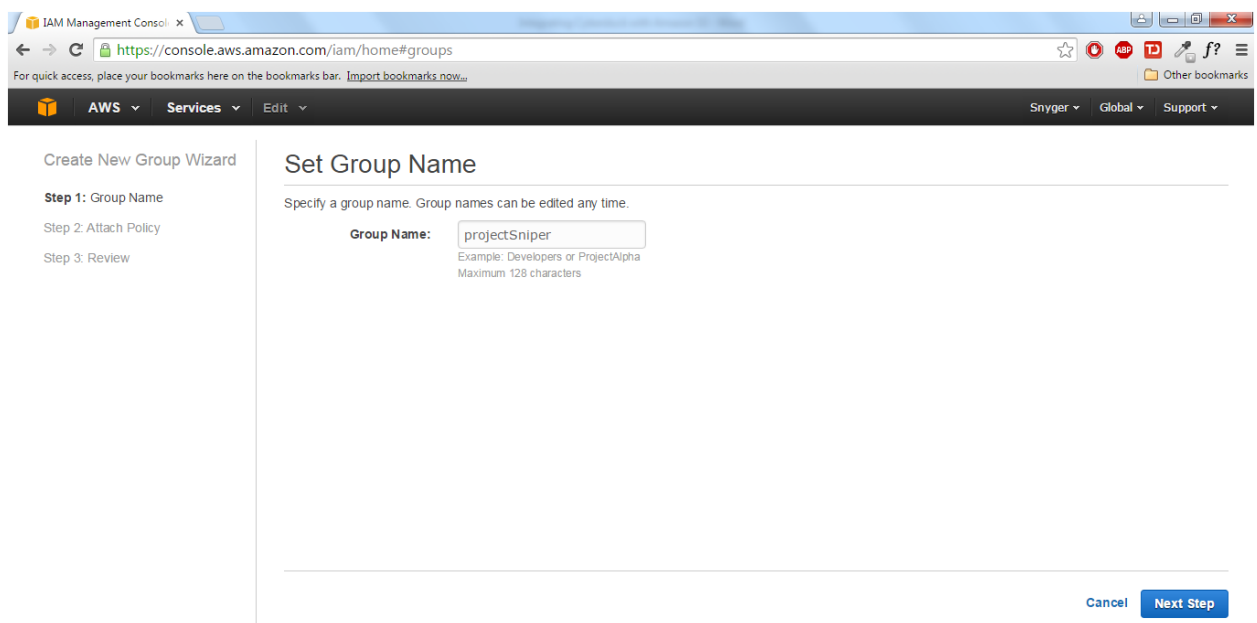 IAM Management Consol
https://console.aws.amazon.com/iam/home#groups
ABP
f?
For quick access, place your bookmarks here on the bookmarks bar. Import bookmarks now...
Other bookmarks
AWS
Services
Edit
Snyger
Global
Support
Create New Group Wizard
Step 1: Group Name
Step 2: Attach Policy
Step 3: Review
Set Group Name
Specify a group name. Group names can be edited any time.
Group Name:
projectSniper
Example: Developers or ProjectAlpha
Maximum 128 characters
Cancel
Next Step